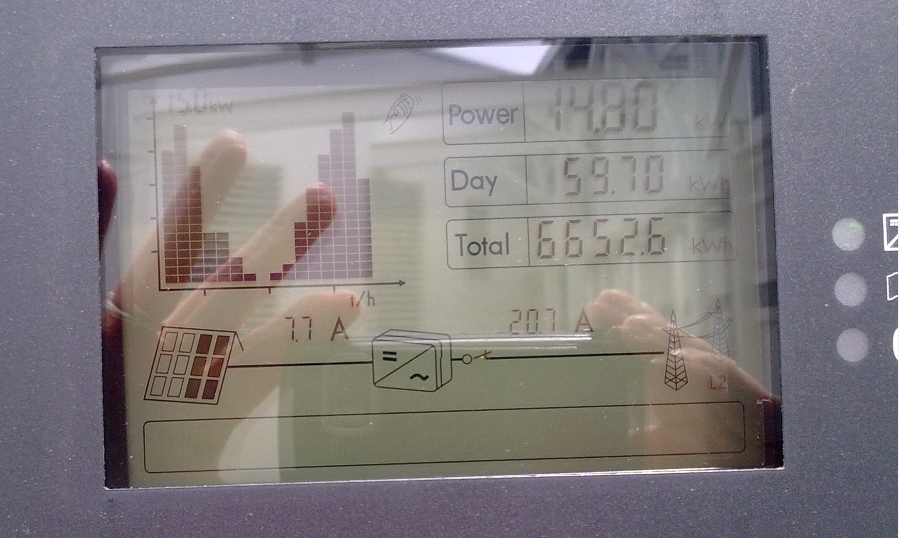 15.0kW
Power 14.80 kW
Day 59.70 kWh
Total 6652.6 kWh
t/h
7.7 A
20.7 A
L2